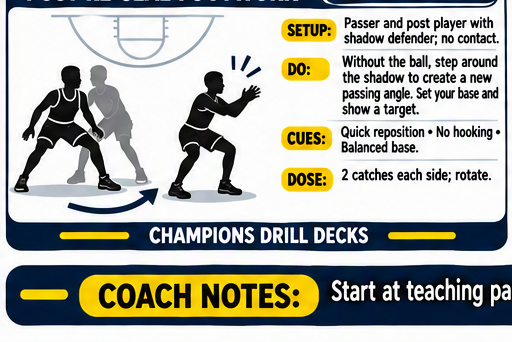 SETUP: Passer and post player with
shadow defender; no contact.
DO: Without the ball, step around
the shadow to create a new
passing angle. Set your base and
show a target.
CUES: Quick reposition • No hooking •
Balanced base.
DOSE: 2 catches each side; rotate.
CHAMPIONS DRILL DECKS
COACH NOTES: Start at teaching pa